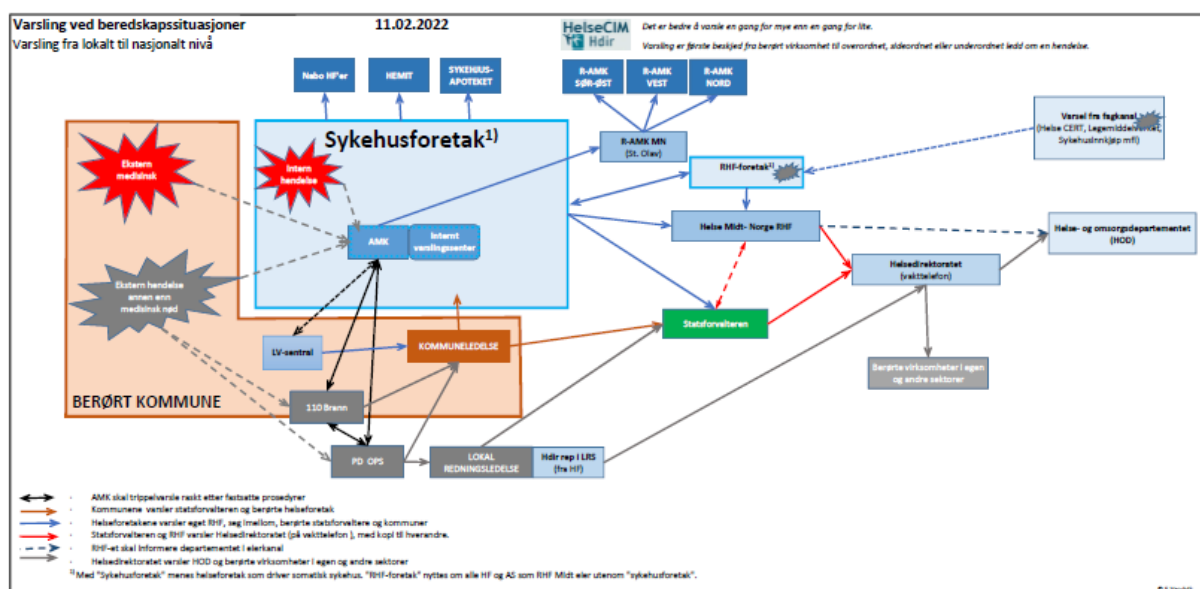 Varsling ved beredskapssituasjoner
11.02.2022
Varsling fra lokalt til nasjonalt nivå
HelseCIM
Hdir
Det er bedre å varsle en gang for mye enn en gang for lite.
Varsling er første beskjed fra berørt virksomhet til overordnet, sideordnet eller underordnet ledd om en hendelse.
Nabo HF'er
HEMIT
SYKEHUS-
APOTEKET
R-AMK
SØR-ØST
R-AMK
VEST
R-AMK
NORD
Sykehusforetak1)
R-AMK MN
(St. Olav)
Varsel fra fagkanal
(Helse CERT, Legemiddelverket,
Sykehusinnkjøp mfl)
Ekstern
medisinsk
Intern
hendelse
RHF-foretak1)
AMK
Internt
varslingssenter
Helse Midt- Norge RHF
Helse- og omsorgsdepartementet
(HOD)
Helsedirektoratet
(vakttelefon)
Ekstern hendelse
annen enn
medisinsk nød
Statsforvalteren
LV-sentral
KOMMUNELEDELSE
Berørte virksomheter i egen
og andre sektorer
BERØRT KOMMUNE
110 Brann
PD OPS
LOKAL
REDNINGSLEDELSE
Hdir rep i LRS
(fra HF)
- AMK skal trippelvarsle raskt etter fastsatte prosedyrer
- Kommunene varsler statsforvalteren og berørte helseforetak
- Helseforetakene varsler eget RHF, seg imellom, berørte statsforvaltere og kommuner
- Statsforvalteren og RHF varsler Helsedirektoratet (på vakttelefon ), med kopi til hverandre.
- RHF-et skal informere departementet i eierkanal
- Helsedirektoratet varsler HOD og berørte virksomheter i egen og andre sektorer
1) Med "Sykehusforetak" menes helseforetak som driver somatisk sykehus. "RHF-foretak" nyttes om alle HF og AS som RHF Midt eier utenom "sykehusforetak".